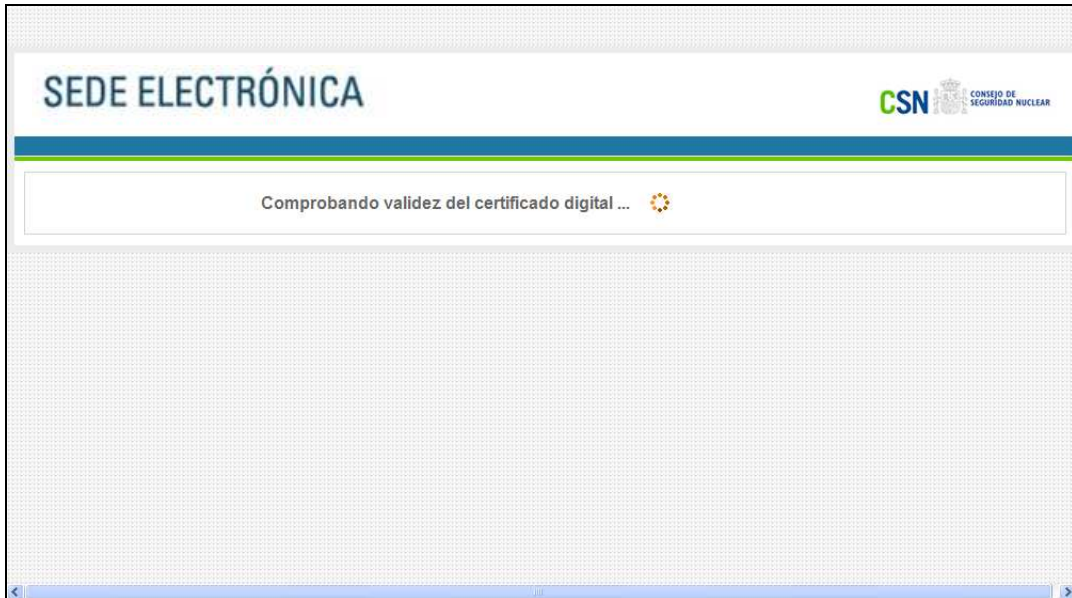 SEDE ELECTRÓNICA
CSN
CONSEJO DE
SEGURIDAD NUCLEAR
Comprobando validez del certificado digital ...